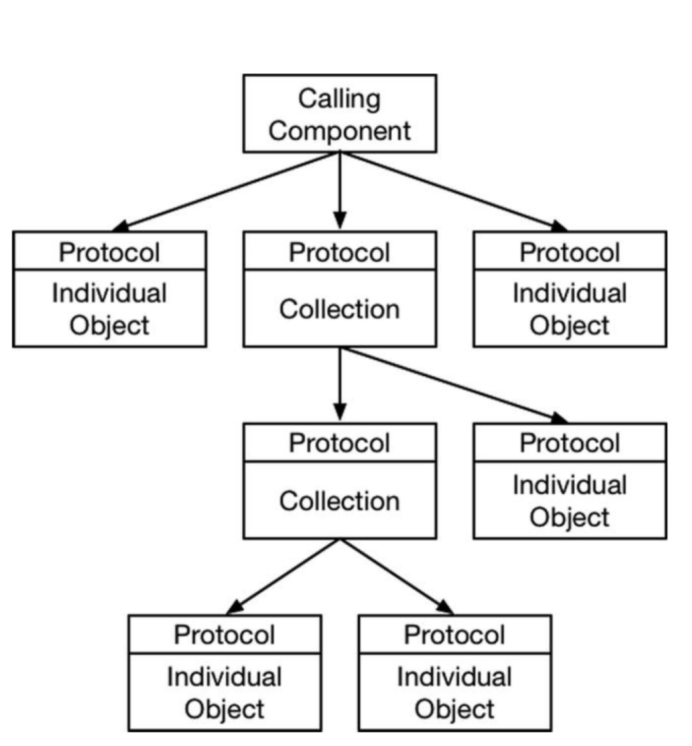 Calling
Component
Protocol
Individual
Object
Protocol
Collection
Protocol
Individual
Object
Protocol
Collection
Protocol
Individual
Object
Protocol
Individual
Object
Protocol
Individual
Object